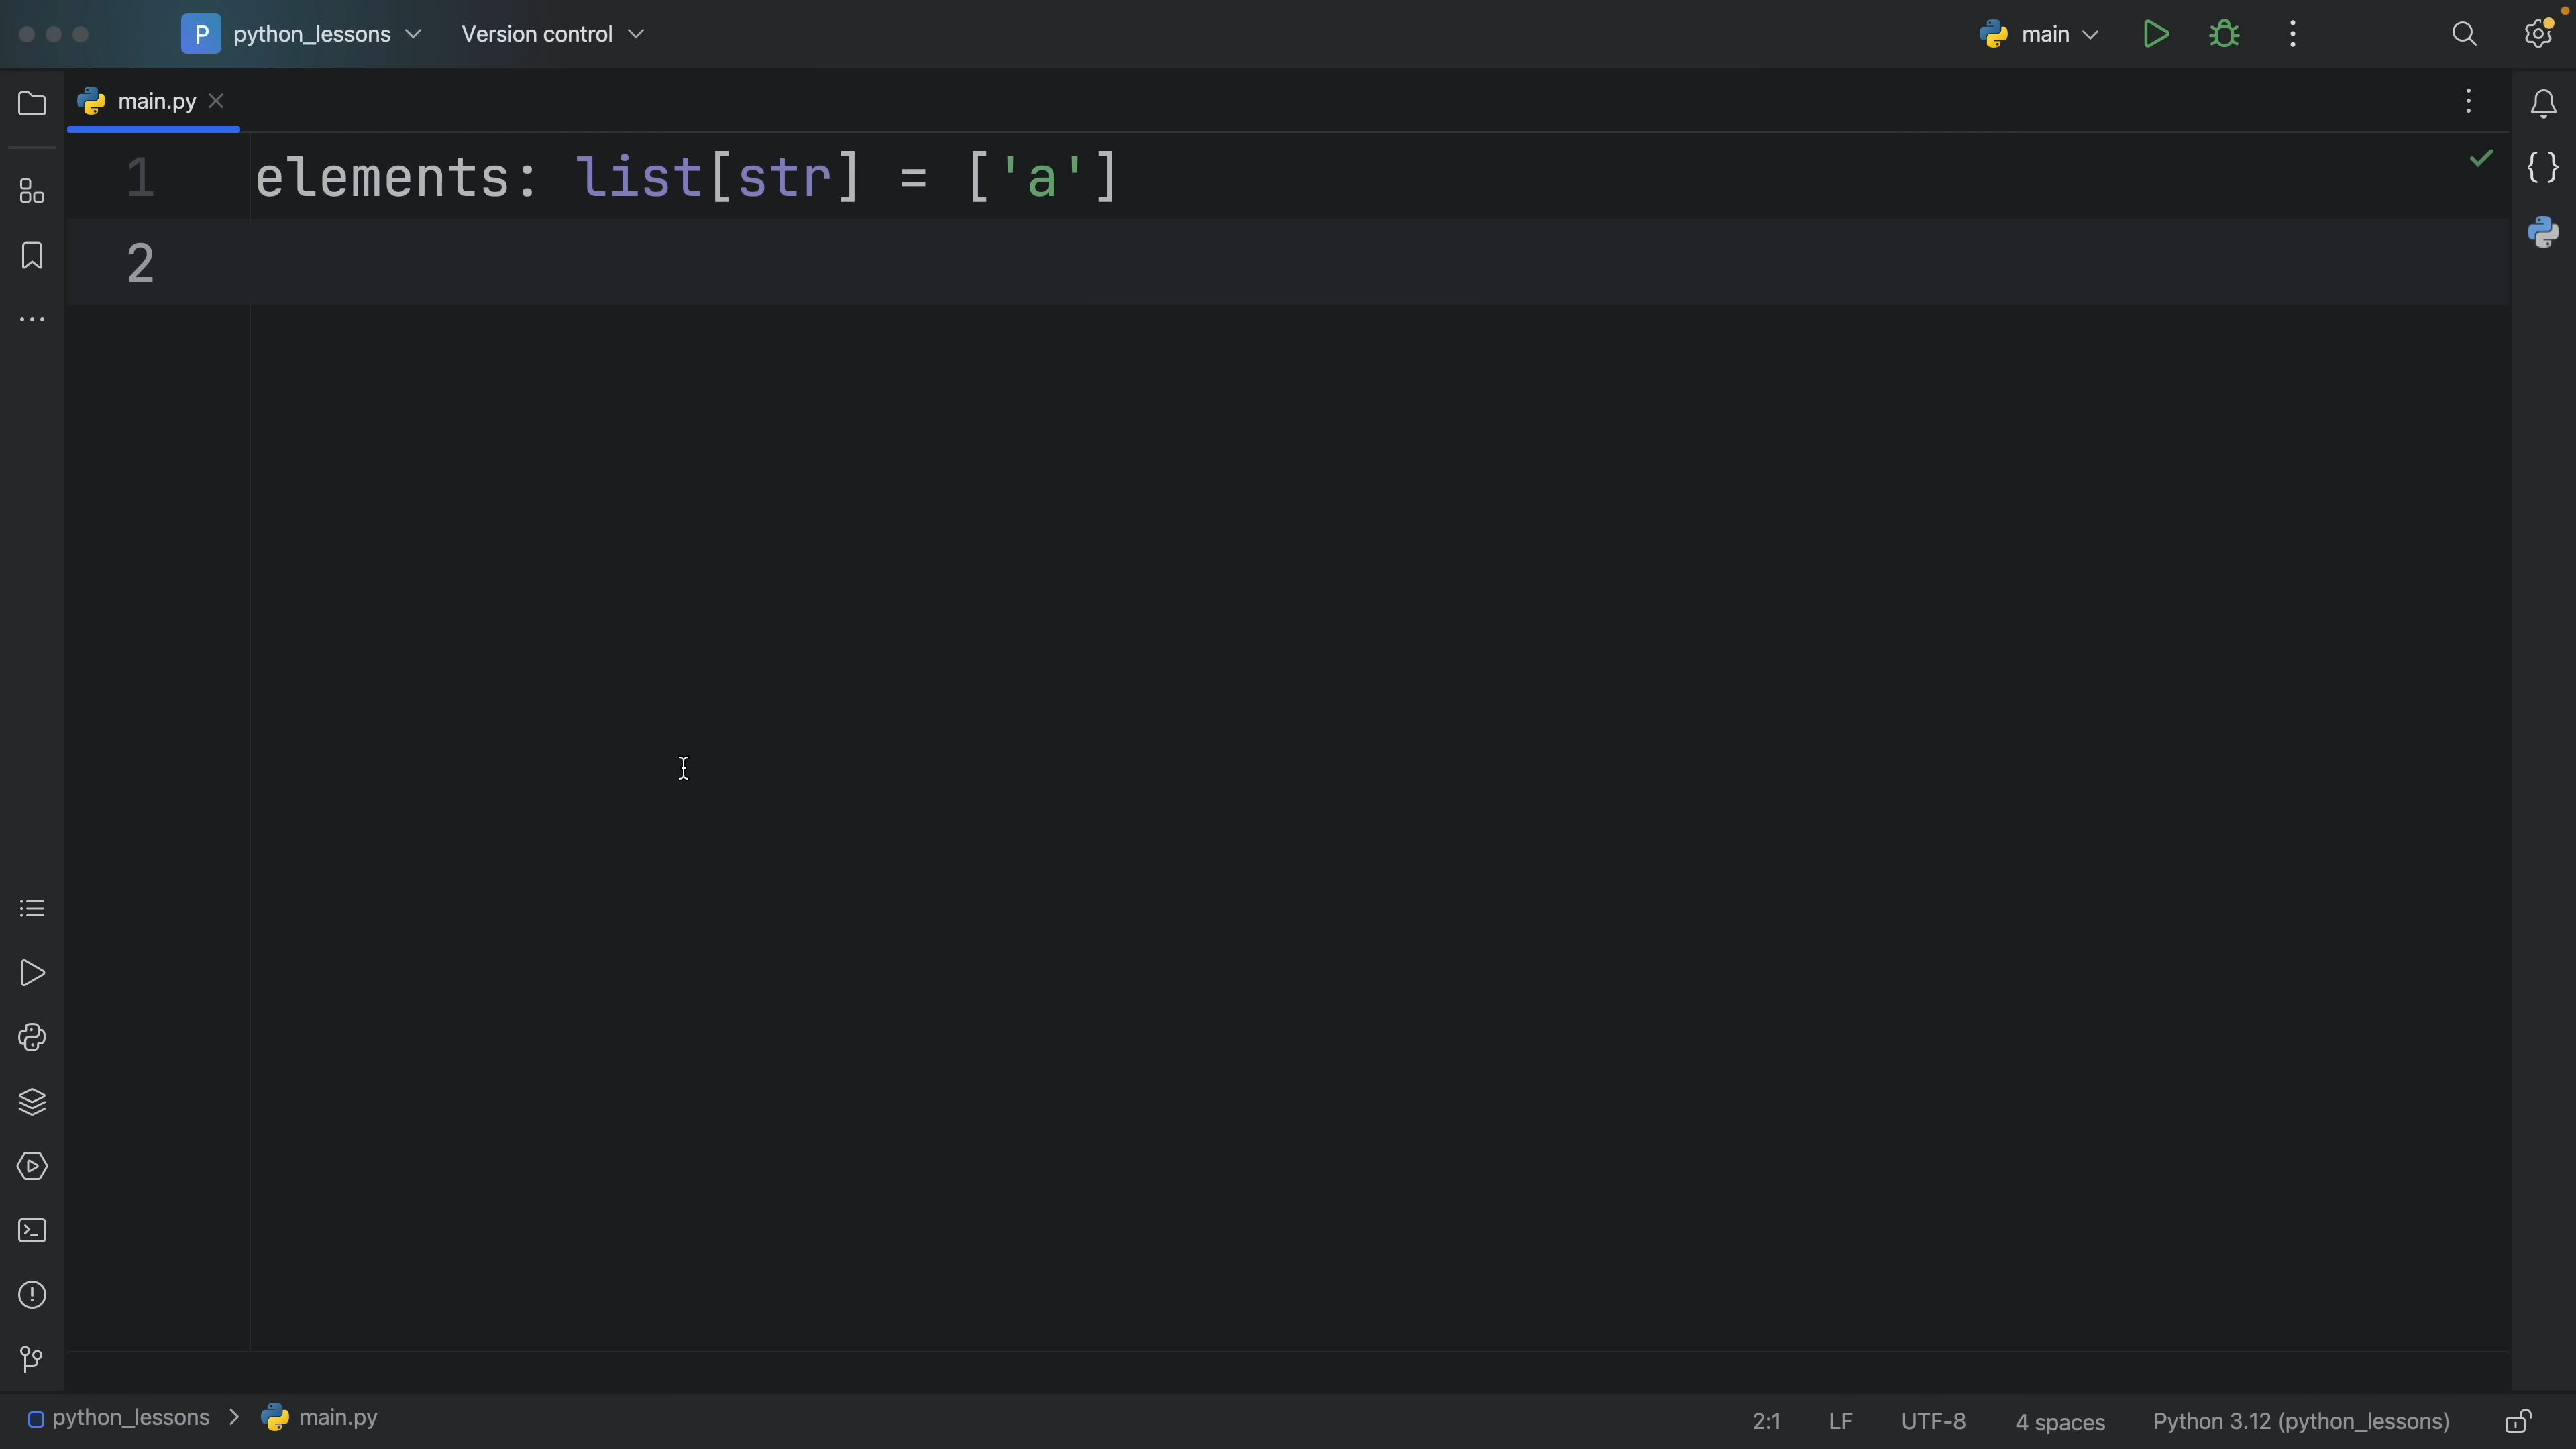 P python_lessons Version control main
main.py
1 elements: list[str] = ['a']
2
python_lessons > main.py 2:1 LF UTF-8 4 spaces Python 3.12 (python_lessons)